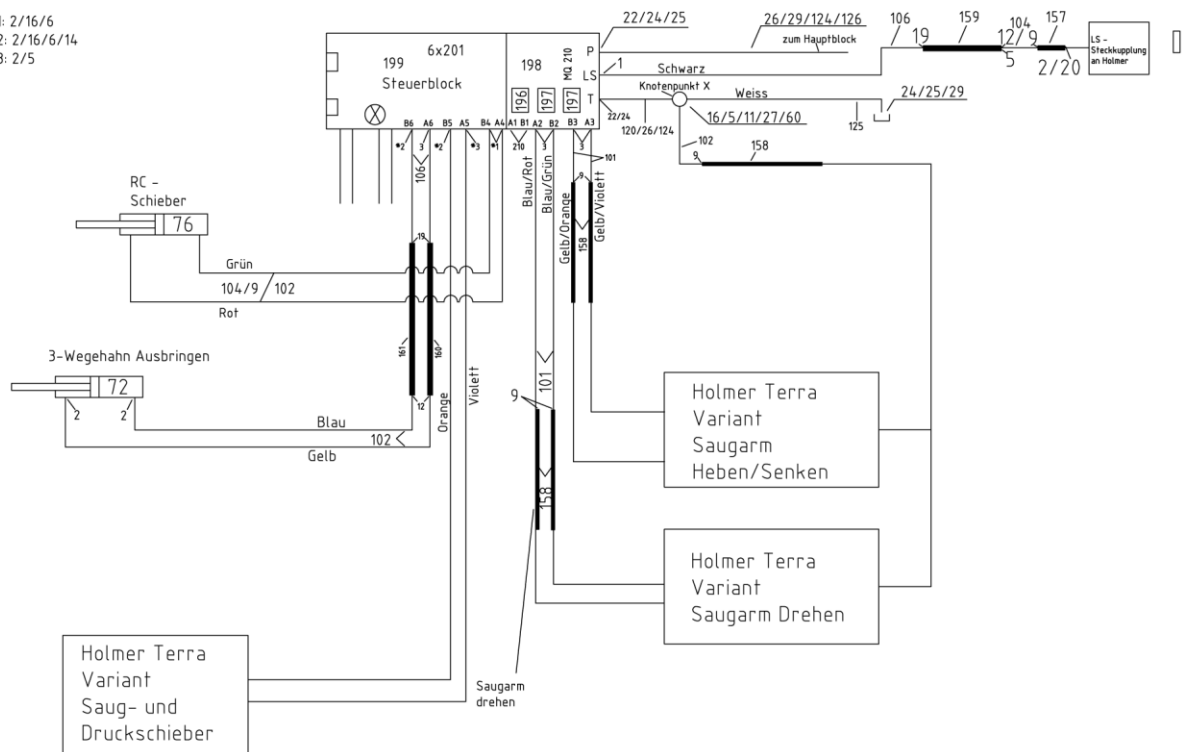 1: 2/16/6
2: 2/16/6/14
3: 2/5
22/24/25
26/29/124/126
zum Hauptblock
106
159
104
157
19
12
9
5
2/20
LS -
Steckkupplung
an Holmer
6x201
199
Steuerblock
198
MQ 210
P
LS
T
196
197
197
1
Schwarz
Knotenpunkt X
Weiss
24/25/29
22/24
120/26/124
16/5/11/27/60
125
102
9
158
B6
A6
B5
A5
B4
A4
A1
B1
A2
B2
B3
A3
*2
3
*2
*3
*1
210
3
3
101
106
Blau/Rot
Blau/Grün
Gelb/Orange
Gelb/Violett
9
158
RC -
Schieber
76
19
Grün
104/9
102
Rot
161
160
3-Wegehahn Ausbringen
72
2
2
12
Blau
102
Gelb
Orange
Violett
101
9
158
Holmer Terra
Variant
Saugarm
Heben/Senken
Holmer Terra
Variant
Saugarm Drehen
Saugarm
drehen
Holmer Terra
Variant
Saug- und
Druckschieber